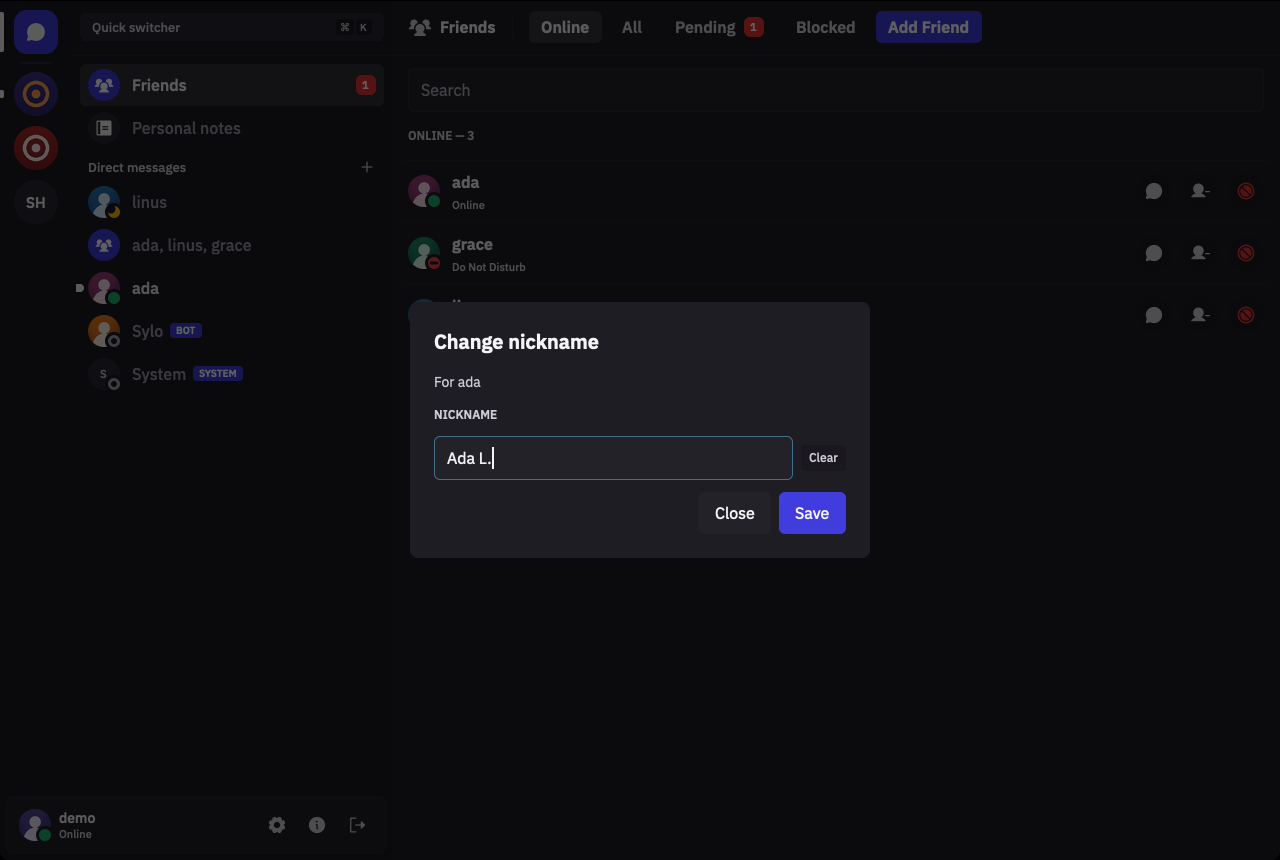 Quick switcher ⌘ K
Friends
Online
All
Pending 1
Blocked
Add Friend
Friends 1
Personal notes
Direct messages
SH
linus
ada, linus, grace
ada
Sylo BOT
S
System SYSTEM
demo
Online
Search
ONLINE — 3
ada
Online
grace
Do Not Disturb
Change nickname
For ada
NICKNAME
Ada L.
Clear
Close
Save